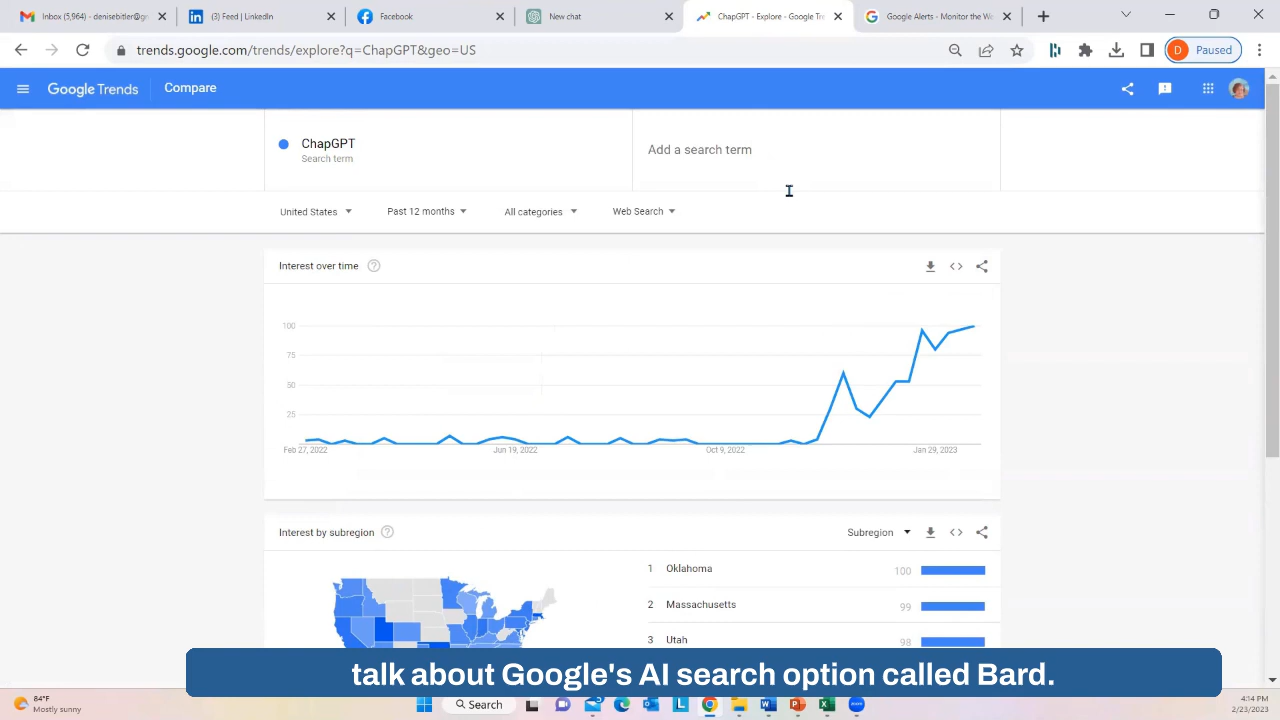 Inbox (5,964) - denisebitler@gr
(3) Feed | LinkedIn
Facebook
New chat
ChapGPT - Explore - Google Tre
Google Alerts - Monitor the We
trends.google.com/trends/explore?q=ChapGPT&geo=US
D Paused
Google Trends Compare
ChapGPT
Search term
Add a search term
United States Past 12 months All categories Web Search
Interest over time
100
75
50
25
Feb 27, 2022 Jun 19, 2022 Oct 9, 2022 Jan 29, 2023
Interest by subregion Subregion
1 Oklahoma 100
2 Massachusetts 99
3 Utah 98
talk about Google's AI search option called Bard.
84°F
Mostly sunny
Search
4:14 PM
2/23/2023